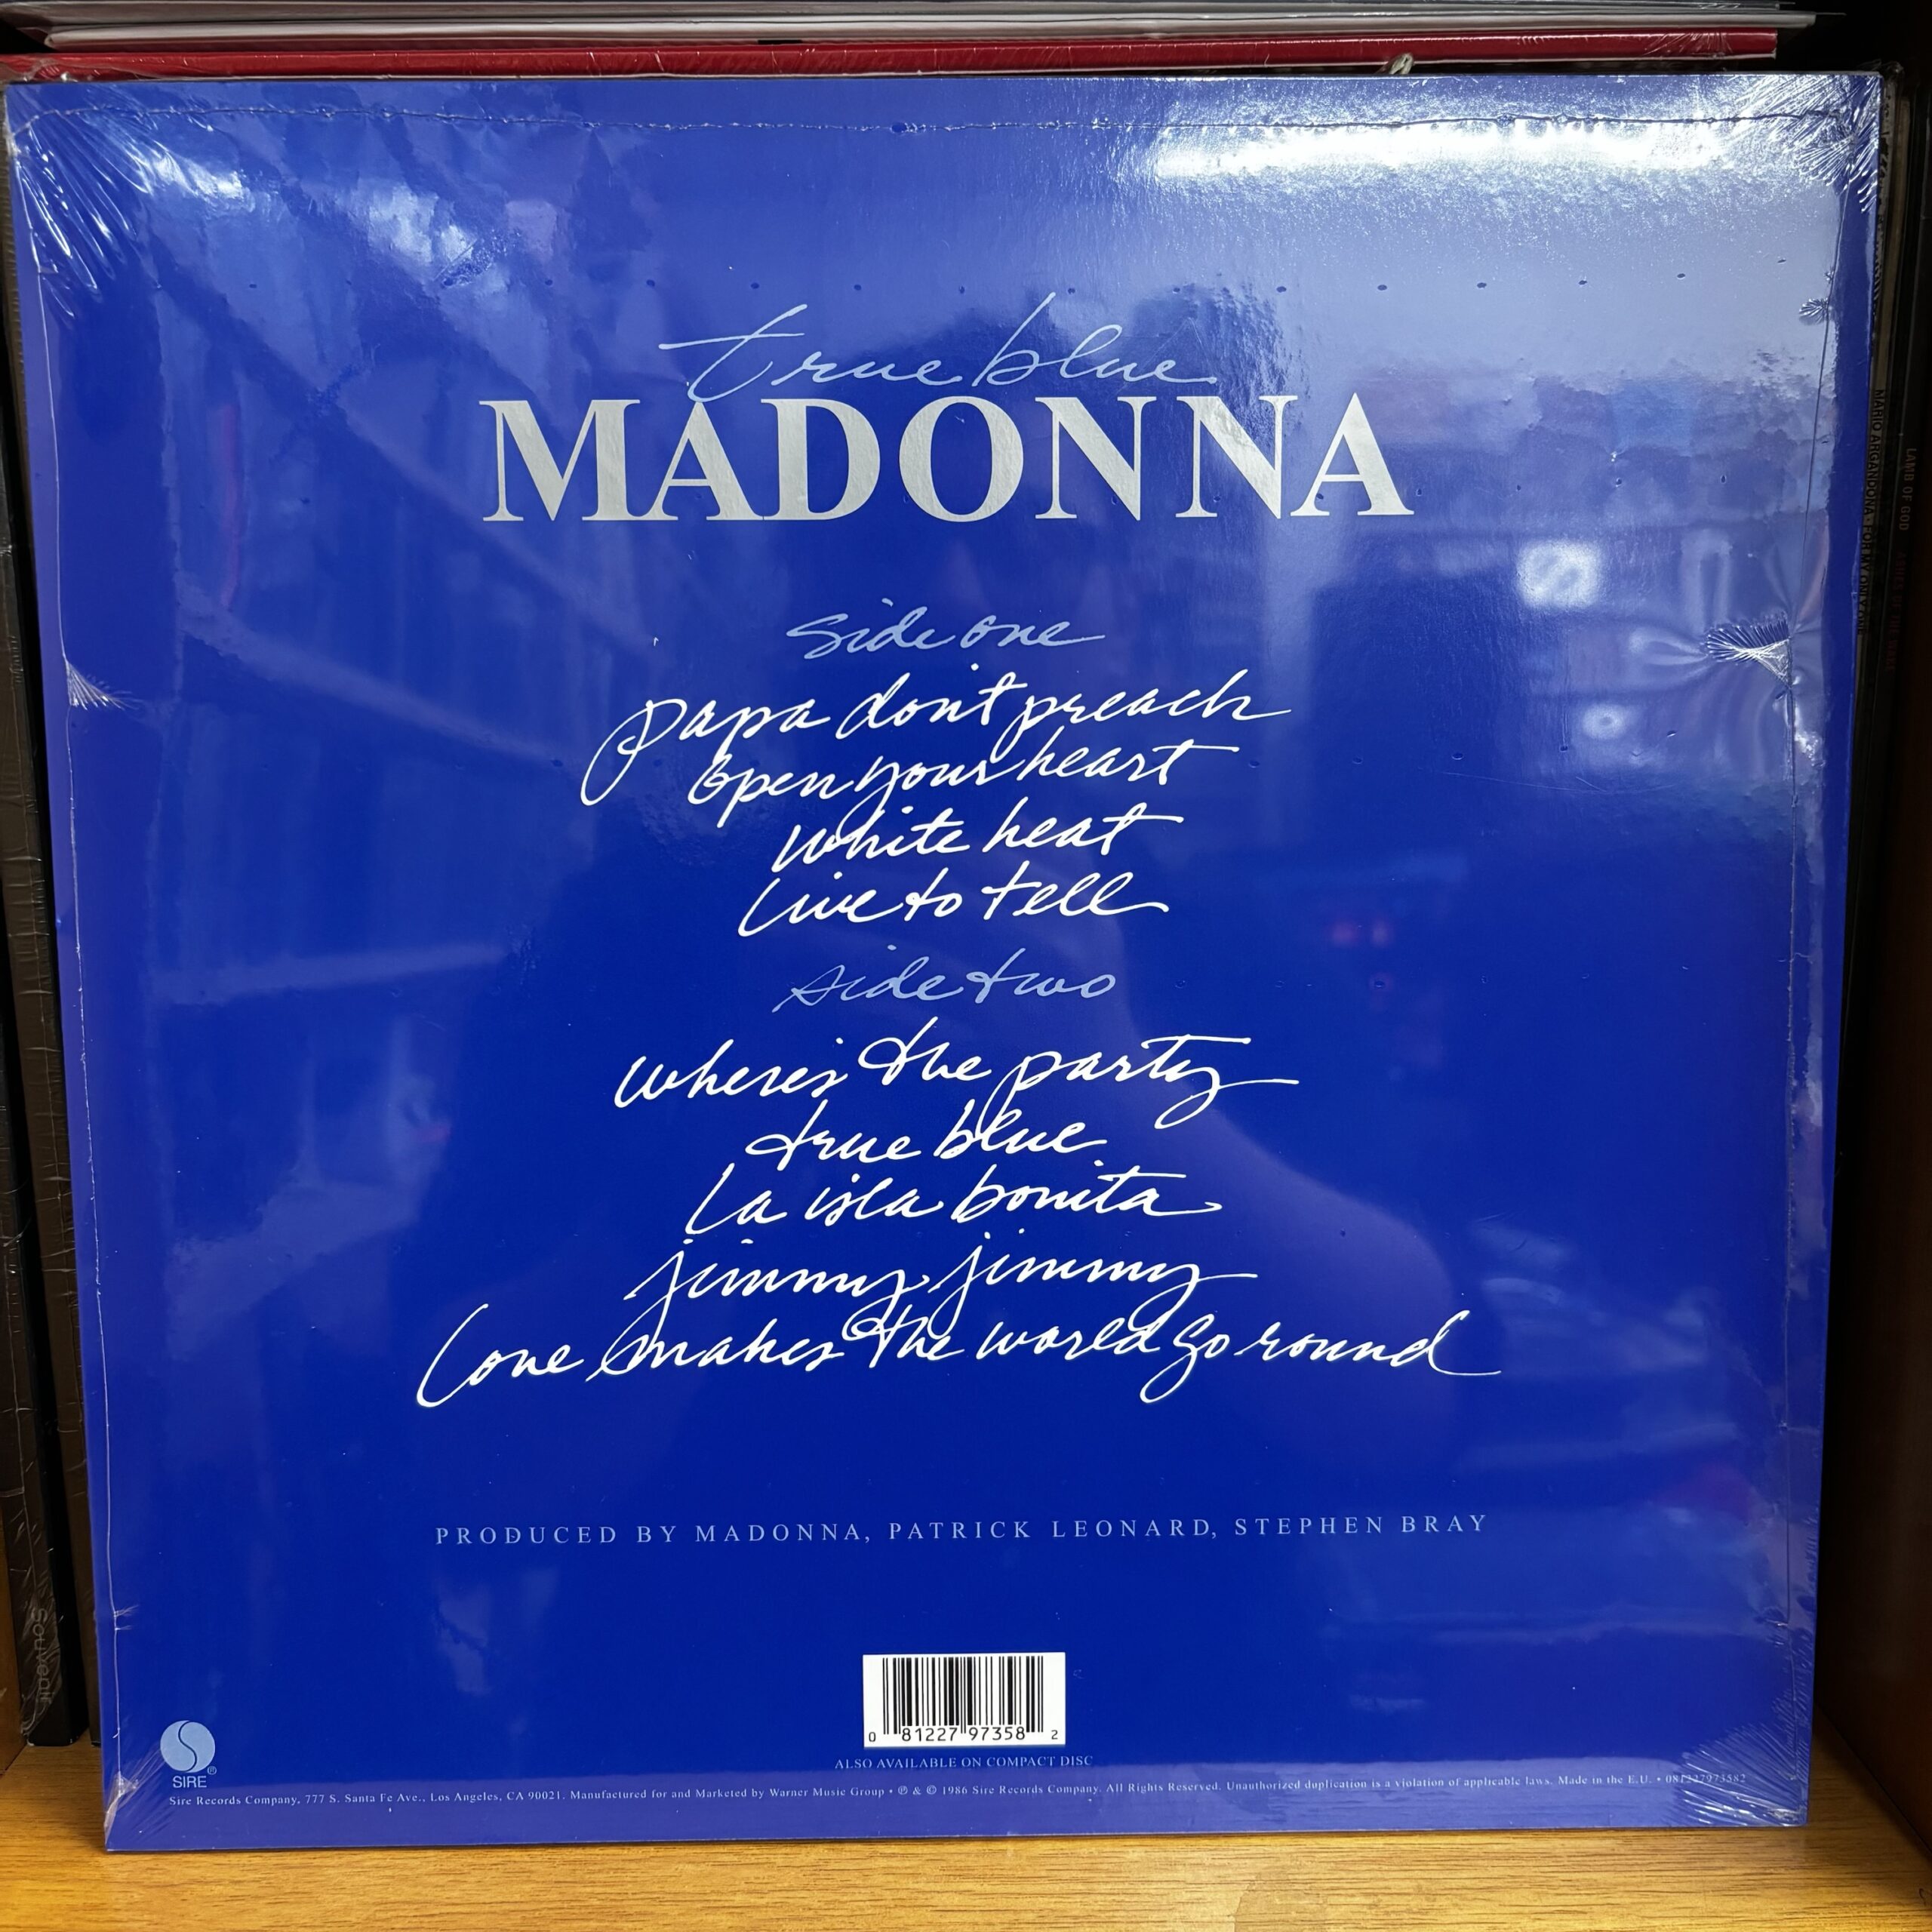 true blue
MADONNA
side one
papa don't preach
open your heart
white heat
live to tell
side two
where's the party
true blue
la isla bonita
jimmy jimmy
love makes the world go round
PRODUCED BY MADONNA, PATRICK LEONARD, STEPHEN BRAY
0 81227 97358 2
ALSO AVAILABLE ON COMPACT DISC
SIRE®
Sire Records Company, 777 S. Santa Fe Ave., Los Angeles, CA 90021. Manufactured for and Marketed by Warner Music Group • ℗ & © 1986 Sire Records Company. All Rights Reserved. Unauthorized duplication is a violation of applicable laws. Made in the E.U. • 081227973582
LAMB OF GOD
Souvenir